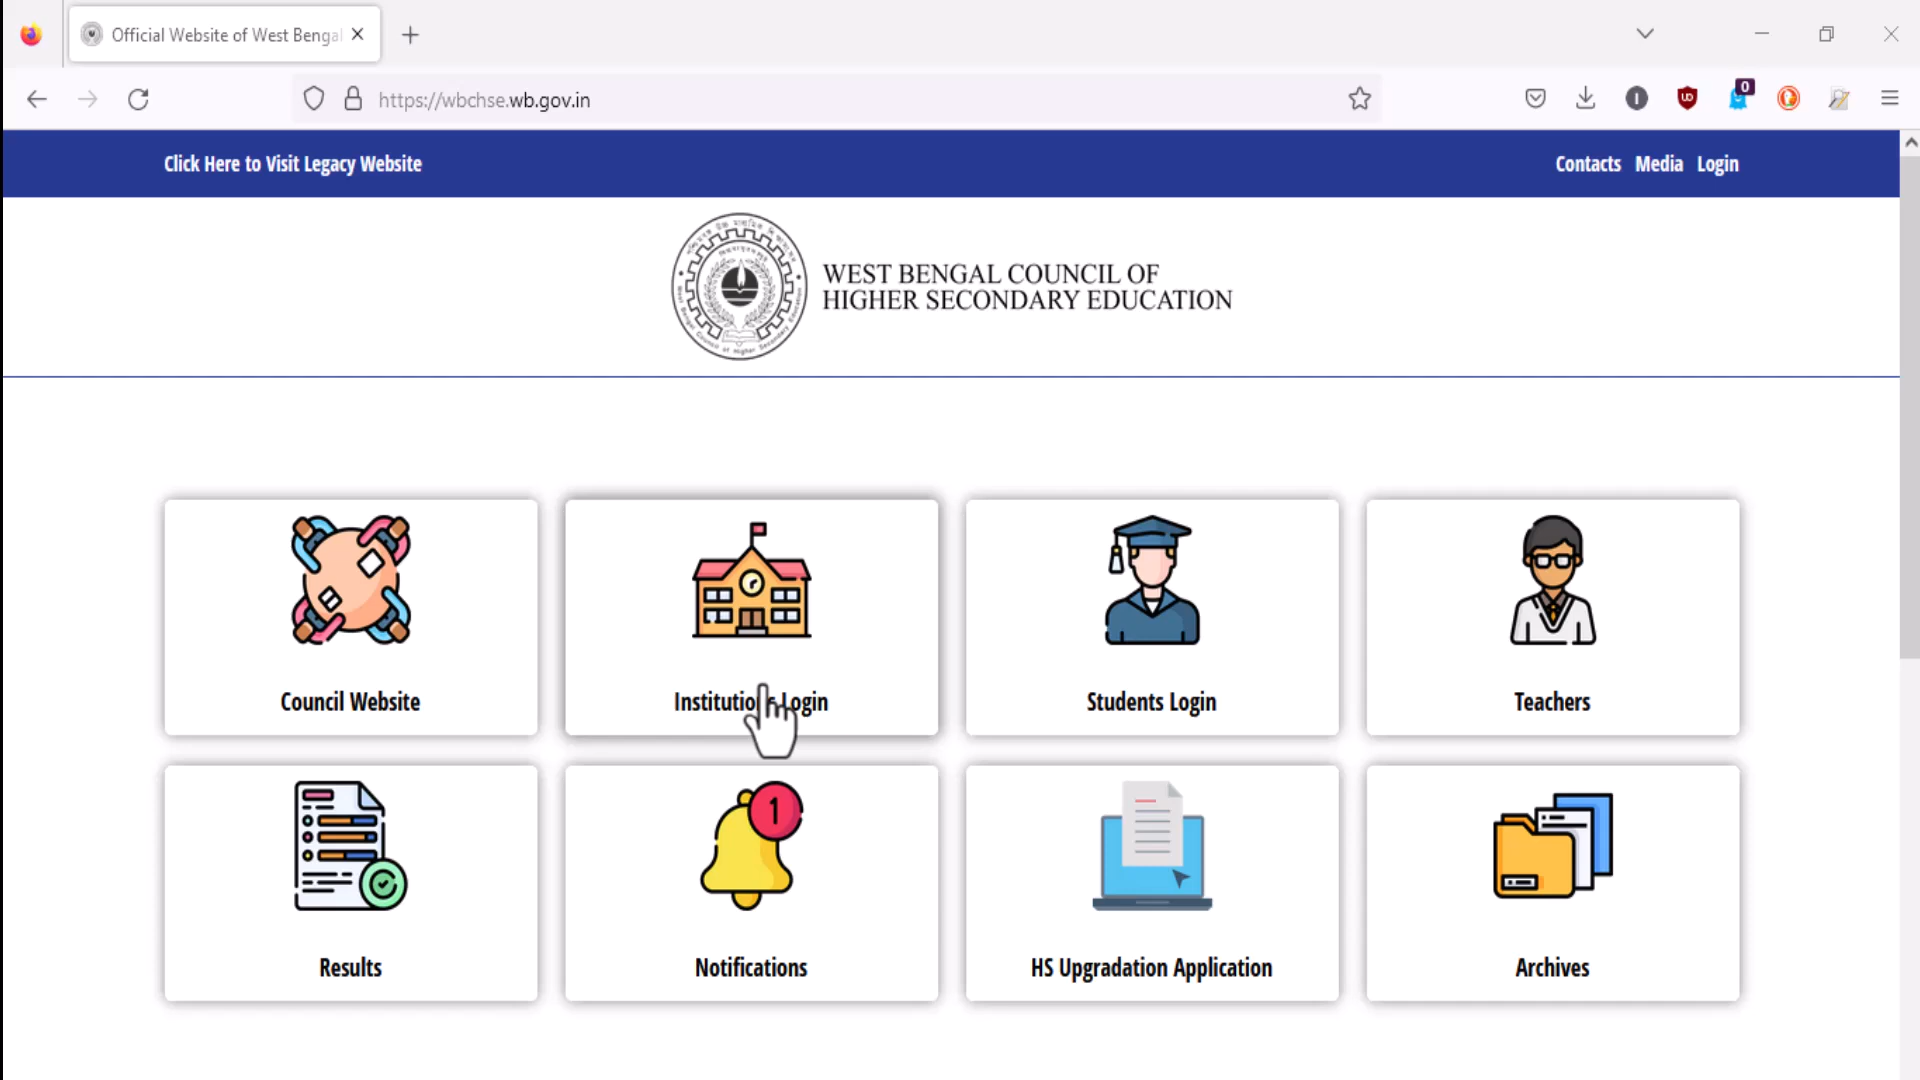 Official Website of West Bengal
https://wbchse.wb.gov.in
0
Click Here to Visit Legacy Website
Contacts Media Login
WEST BENGAL COUNCIL OF
HIGHER SECONDARY EDUCATION
Council Website
Institutions Login
Students Login
Teachers
1
Results
Notifications
HS Upgradation Application
Archives